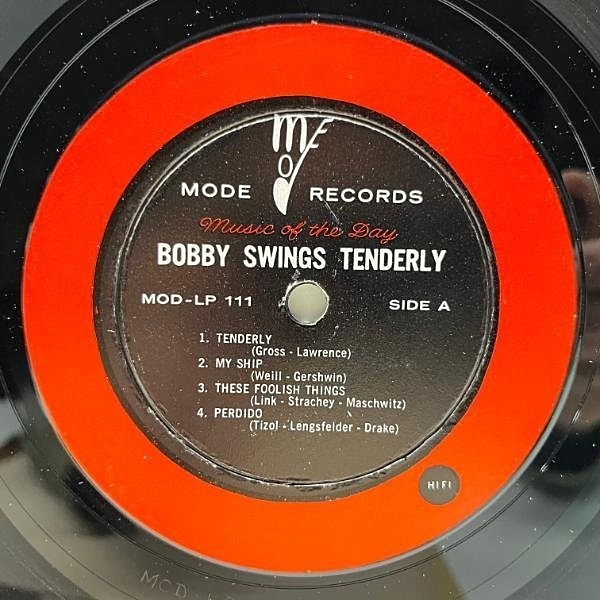 MODE
MODE RECORDS
Music of the Day
BOBBY SWINGS TENDERLY
MOD-LP 111 SIDE A
1. TENDERLY
(Gross - Lawrence)
2. MY SHIP
(Weill - Gershwin)
3. THESE FOOLISH THINGS
(Link - Strachey - Maschwitz)
4. PERDIDO
(Tizol - Lengsfelder - Drake)
HIFI